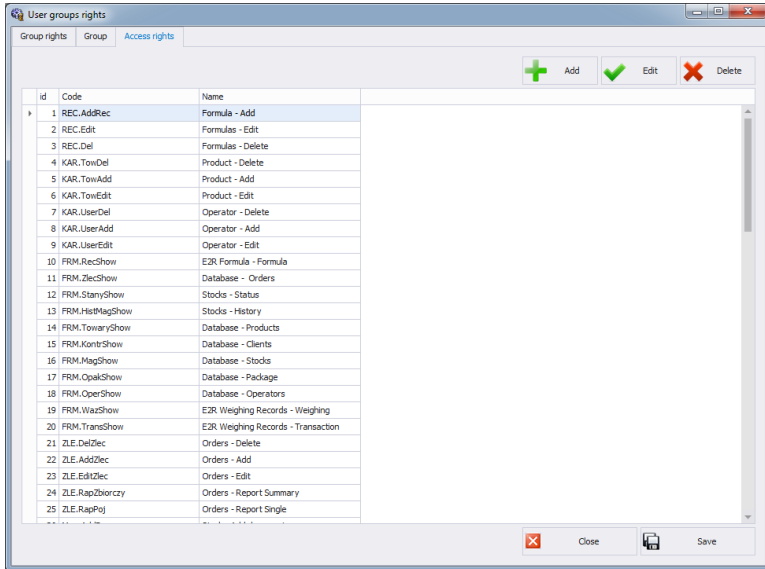 User groups rights
Group rights Group Access rights
Add Edit Delete
id Code Name
1 REC.AddRec Formula - Add
2 REC.Edit Formulas - Edit
3 REC.Del Formulas - Delete
4 KAR.TowDel Product - Delete
5 KAR.TowAdd Product - Add
6 KAR.TowEdit Product - Edit
7 KAR.UserDel Operator - Delete
8 KAR.UserAdd Operator - Add
9 KAR.UserEdit Operator - Edit
10 FRM.RecShow E2R Formula - Formula
11 FRM.ZlecShow Database - Orders
12 FRM.StanyShow Stocks - Status
13 FRM.HistMagShow Stocks - History
14 FRM.TowaryShow Database - Products
15 FRM.KontrShow Database - Clients
16 FRM.MagShow Database - Stocks
17 FRM.OpakShow Database - Package
18 FRM.OperShow Database - Operators
19 FRM.WazShow E2R Weighing Records - Weighing
20 FRM.TransShow E2R Weighing Records - Transaction
21 ZLE.DelZlec Orders - Delete
22 ZLE.AddZlec Orders - Add
23 ZLE.EditZlec Orders - Edit
24 ZLE.RapZbiorczy Orders - Report Summary
25 ZLE.RapPoj Orders - Report Single
Close Save